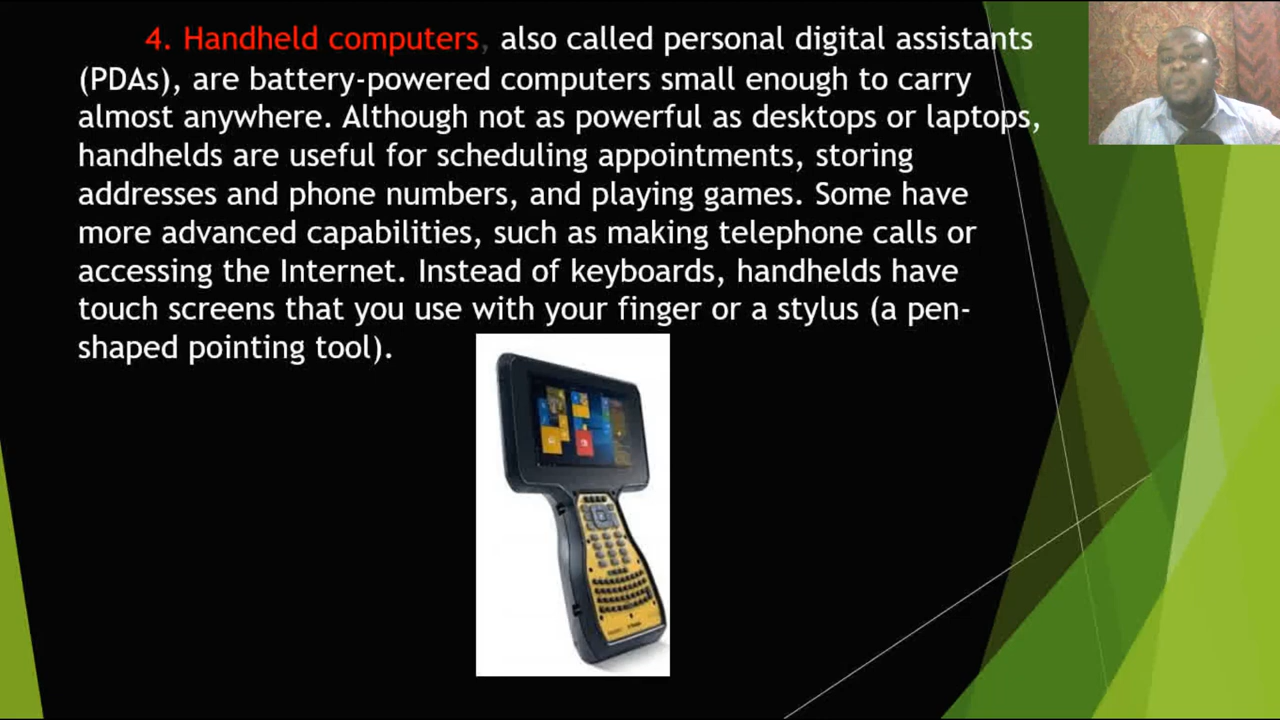 4. Handheld computers, also called personal digital assistants
(PDAs), are battery-powered computers small enough to carry
almost anywhere. Although not as powerful as desktops or laptops,
handhelds are useful for scheduling appointments, storing
addresses and phone numbers, and playing games. Some have
more advanced capabilities, such as making telephone calls or
accessing the Internet. Instead of keyboards, handhelds have
touch screens that you use with your finger or a stylus (a pen-
shaped pointing tool).